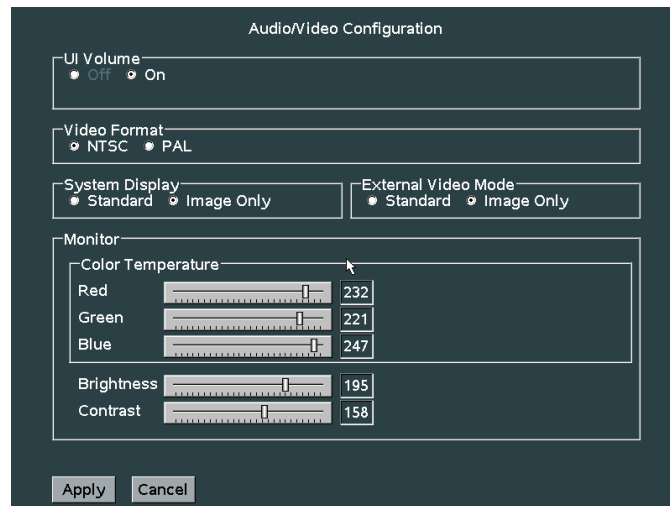 Audio/Video Configuration
UI Volume
Off On
Video Format
NTSC PAL
System Display
Standard Image Only
External Video Mode
Standard Image Only
Monitor
Color Temperature
Red 232
Green 221
Blue 247
Brightness 195
Contrast 158
Apply Cancel